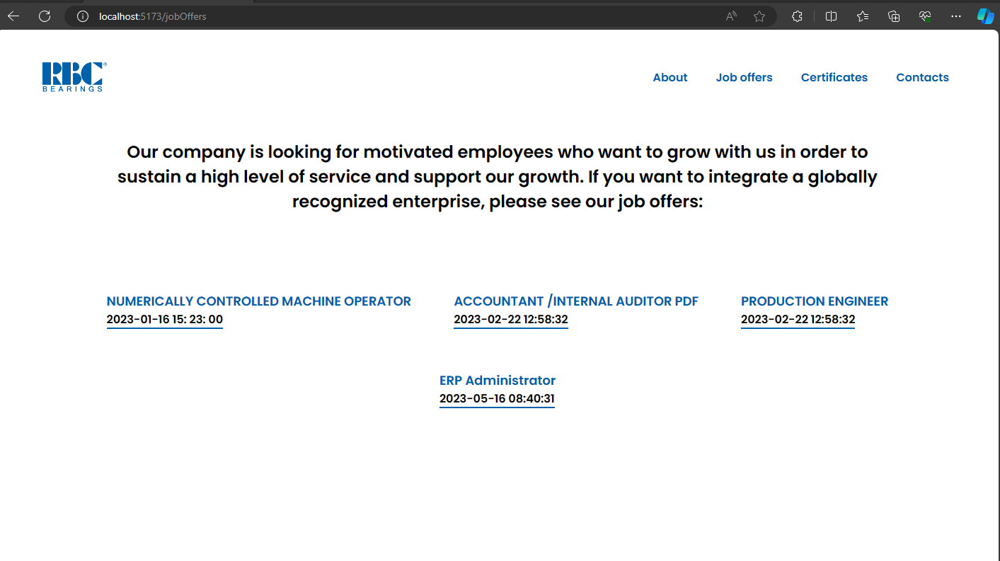 localhost:5173/jobOffers
RBC®
BEARINGS
About Job offers Certificates Contacts
Our company is looking for motivated employees who want to grow with us in order to
sustain a high level of service and support our growth. If you want to integrate a globally
recognized enterprise, please see our job offers:
NUMERICALLY CONTROLLED MACHINE OPERATOR ACCOUNTANT /INTERNAL AUDITOR PDF PRODUCTION ENGINEER
2023-01-16 15: 23: 00 2023-02-22 12:58:32 2023-02-22 12:58:32
ERP Administrator
2023-05-16 08:40:31